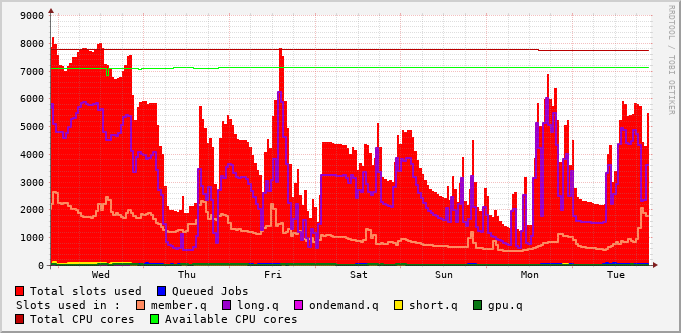 9000
8000
7000
6000
5000
4000
3000
2000
1000
0
Wed Thu Fri Sat Sun Mon Tue
RRDTOOL / TOBI OETIKER
Total slots used Queued Jobs
Slots used in : member.q long.q ondemand.q short.q gpu.q
Total CPU cores Available CPU cores